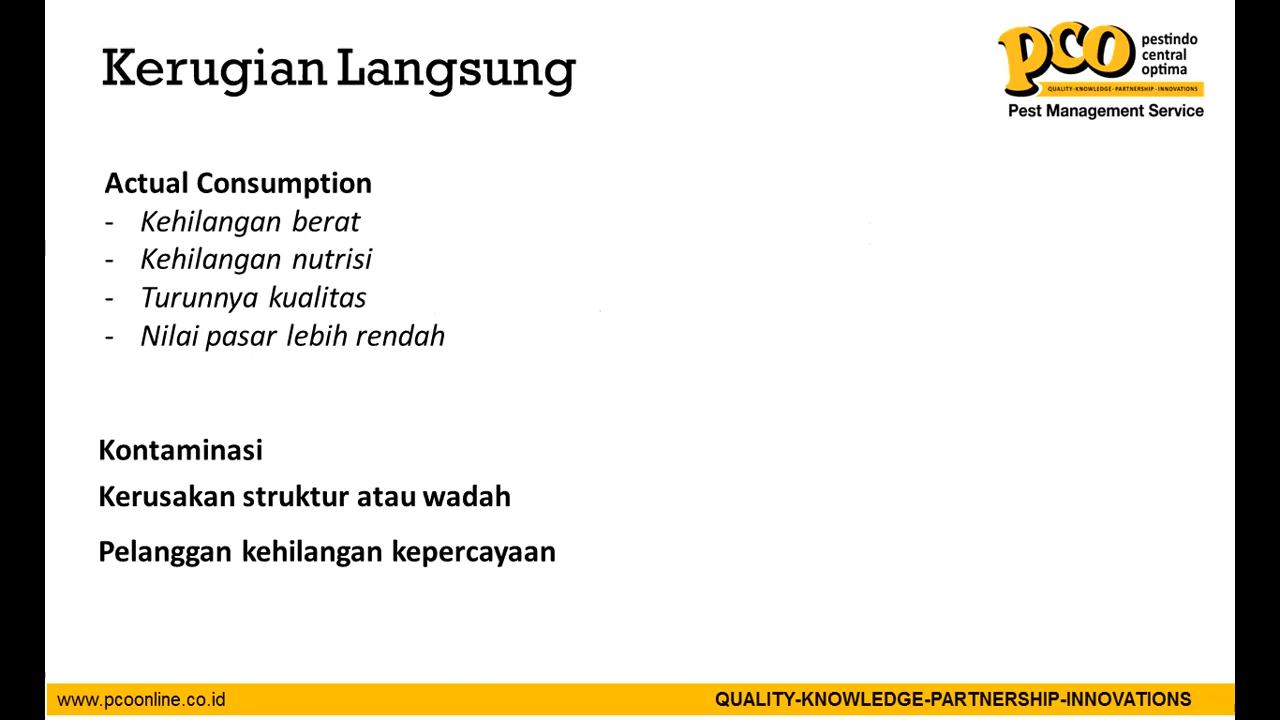 Kerugian Langsung
pco
pestindo
central
optima
QUALITY-KNOWLEDGE-PARTNERSHIP-INNOVATIONS
Pest Management Service
Actual Consumption
- Kehilangan berat
- Kehilangan nutrisi
- Turunnya kualitas
- Nilai pasar lebih rendah
Kontaminasi
Kerusakan struktur atau wadah
Pelanggan kehilangan kepercayaan
www.pcoonline.co.id
QUALITY-KNOWLEDGE-PARTNERSHIP-INNOVATIONS